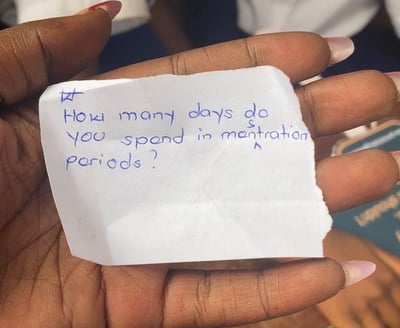 How many days do
you spend in menstration
periods?